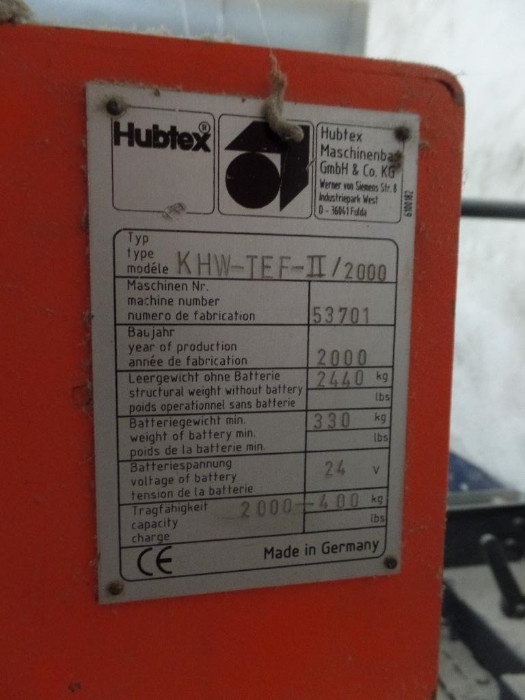 Hubtex®
Hubtex
Maschinenbau
GmbH & Co. KG
Werner von Siemens Str. 8
Industriepark West
D - 36041 Fulda
Typ
type
modéle KHW-TEF-II/2000
Maschinen Nr.
machine number
numero de fabrication 53701
Baujahr
year of production
année de fabrication 2000
Leergewicht ohne Batterie 2440 kg
structural weight without battery
poids operationnel sans batterie lbs
Batteriegewicht min. 330 kg
weight of battery min. lbs
poids de la batterie min.
Batteriespannung
voltage of battery 24 V
tension de la batterie
Tragfähigkeit 2000-400 kg
capacity lbs
charge
CE Made in Germany